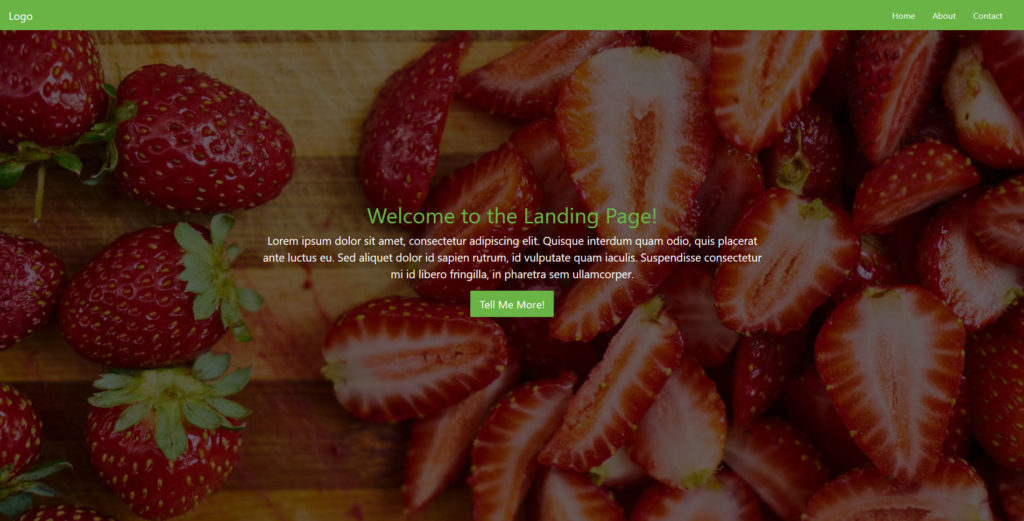 Logo
Home About Contact
Welcome to the Landing Page!
Lorem ipsum dolor sit amet, consectetur adipiscing elit. Quisque interdum quam odio, quis placerat
ante luctus eu. Sed aliquet dolor id sapien rutrum, id vulputate quam iaculis. Suspendisse consectetur
mi id libero fringilla, in pharetra sem ullamcorper.
Tell Me More!